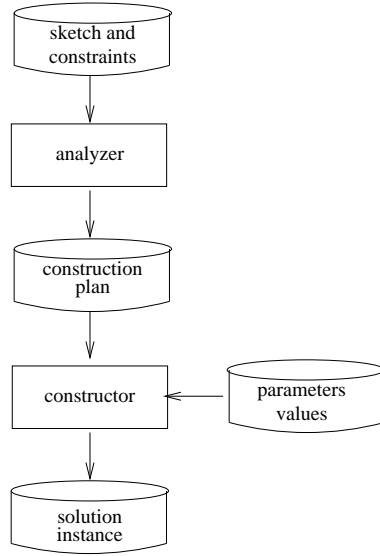 sketch and
constraints
analyzer
construction
plan
constructor
parameters
values
solution
instance